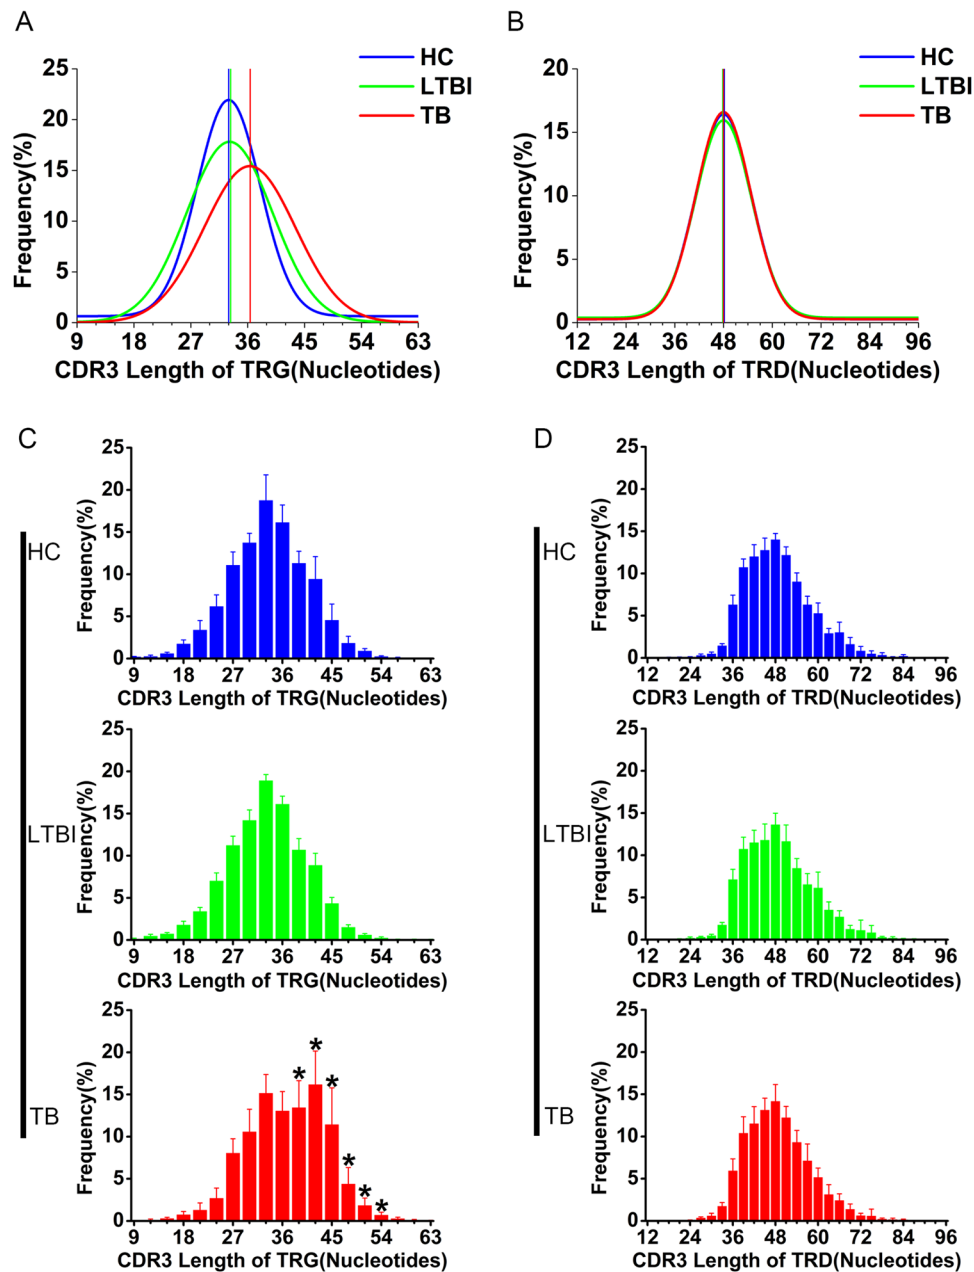 A
B
HC
LTBI
TB
25
20
15
10
5
0
Frequency(%)
9 18 27 36 45 54 63
CDR3 Length of TRG(Nucleotides)
HC
LTBI
TB
20
15
10
5
0
Frequency(%)
12 24 36 48 60 72 84 96
CDR3 Length of TRD(Nucleotides)
C
D
HC
25
20
15
10
5
0
Frequency(%)
9 18 27 36 45 54 63
CDR3 Length of TRG(Nucleotides)
HC
25
20
15
10
5
0
Frequency(%)
12 24 36 48 60 72 84 96
CDR3 Length of TRD(Nucleotides)
LTBI
25
20
15
10
5
0
Frequency(%)
9 18 27 36 45 54 63
CDR3 Length of TRG(Nucleotides)
LTBI
25
20
15
10
5
0
Frequency(%)
12 24 36 48 60 72 84 96
CDR3 Length of TRD(Nucleotides)
TB
25
20
15
10
5
0
Frequency(%)
* * * * * *
9 18 27 36 45 54 63
CDR3 Length of TRG(Nucleotides)
TB
25
20
15
10
5
0
Frequency(%)
12 24 36 48 60 72 84 96
CDR3 Length of TRD(Nucleotides)